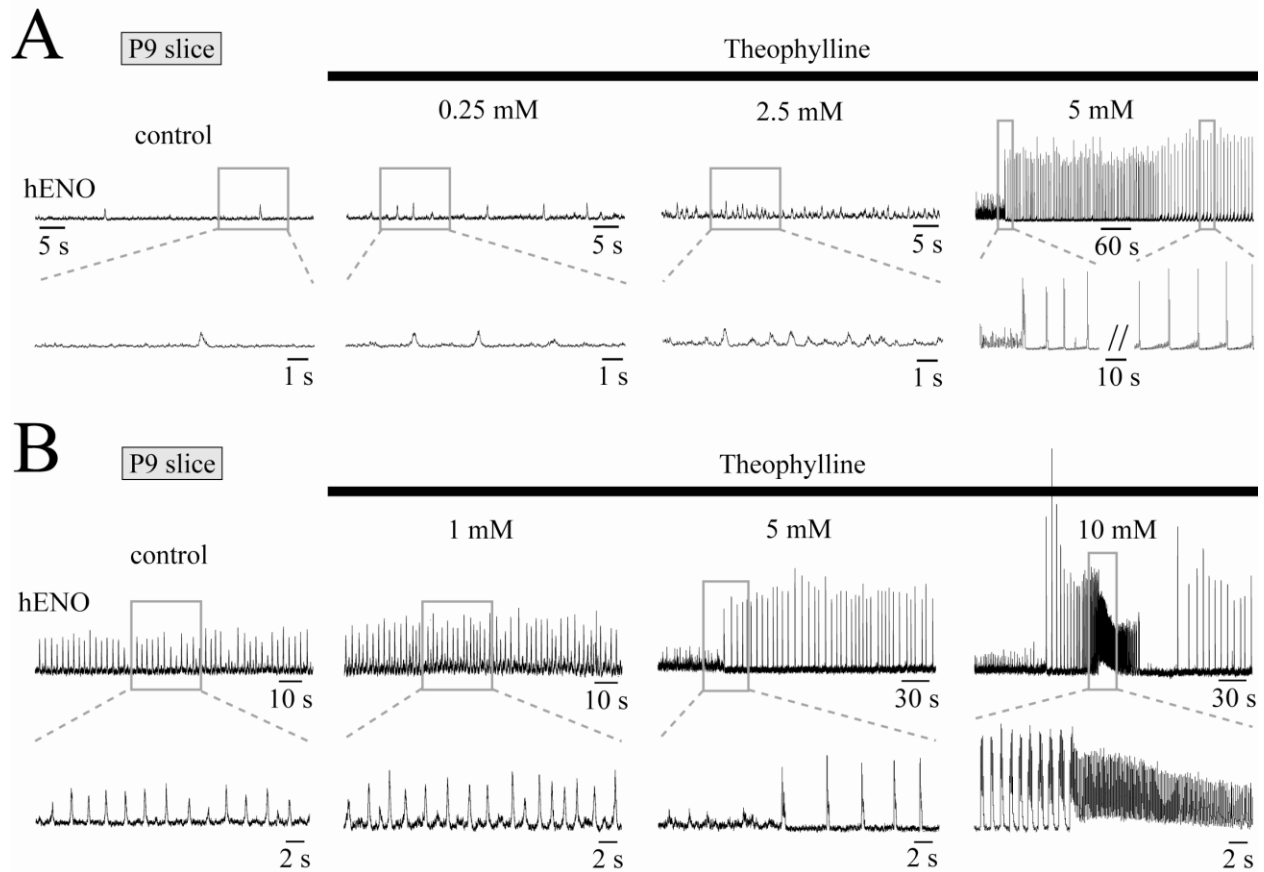 A
P9 slice
Theophylline
control
0.25 mM
2.5 mM
5 mM
hENO
5 s
5 s
5 s
60 s
1 s
1 s
1 s
//
10 s
B
P9 slice
Theophylline
control
1 mM
5 mM
10 mM
hENO
10 s
10 s
30 s
30 s
2 s
2 s
2 s
2 s